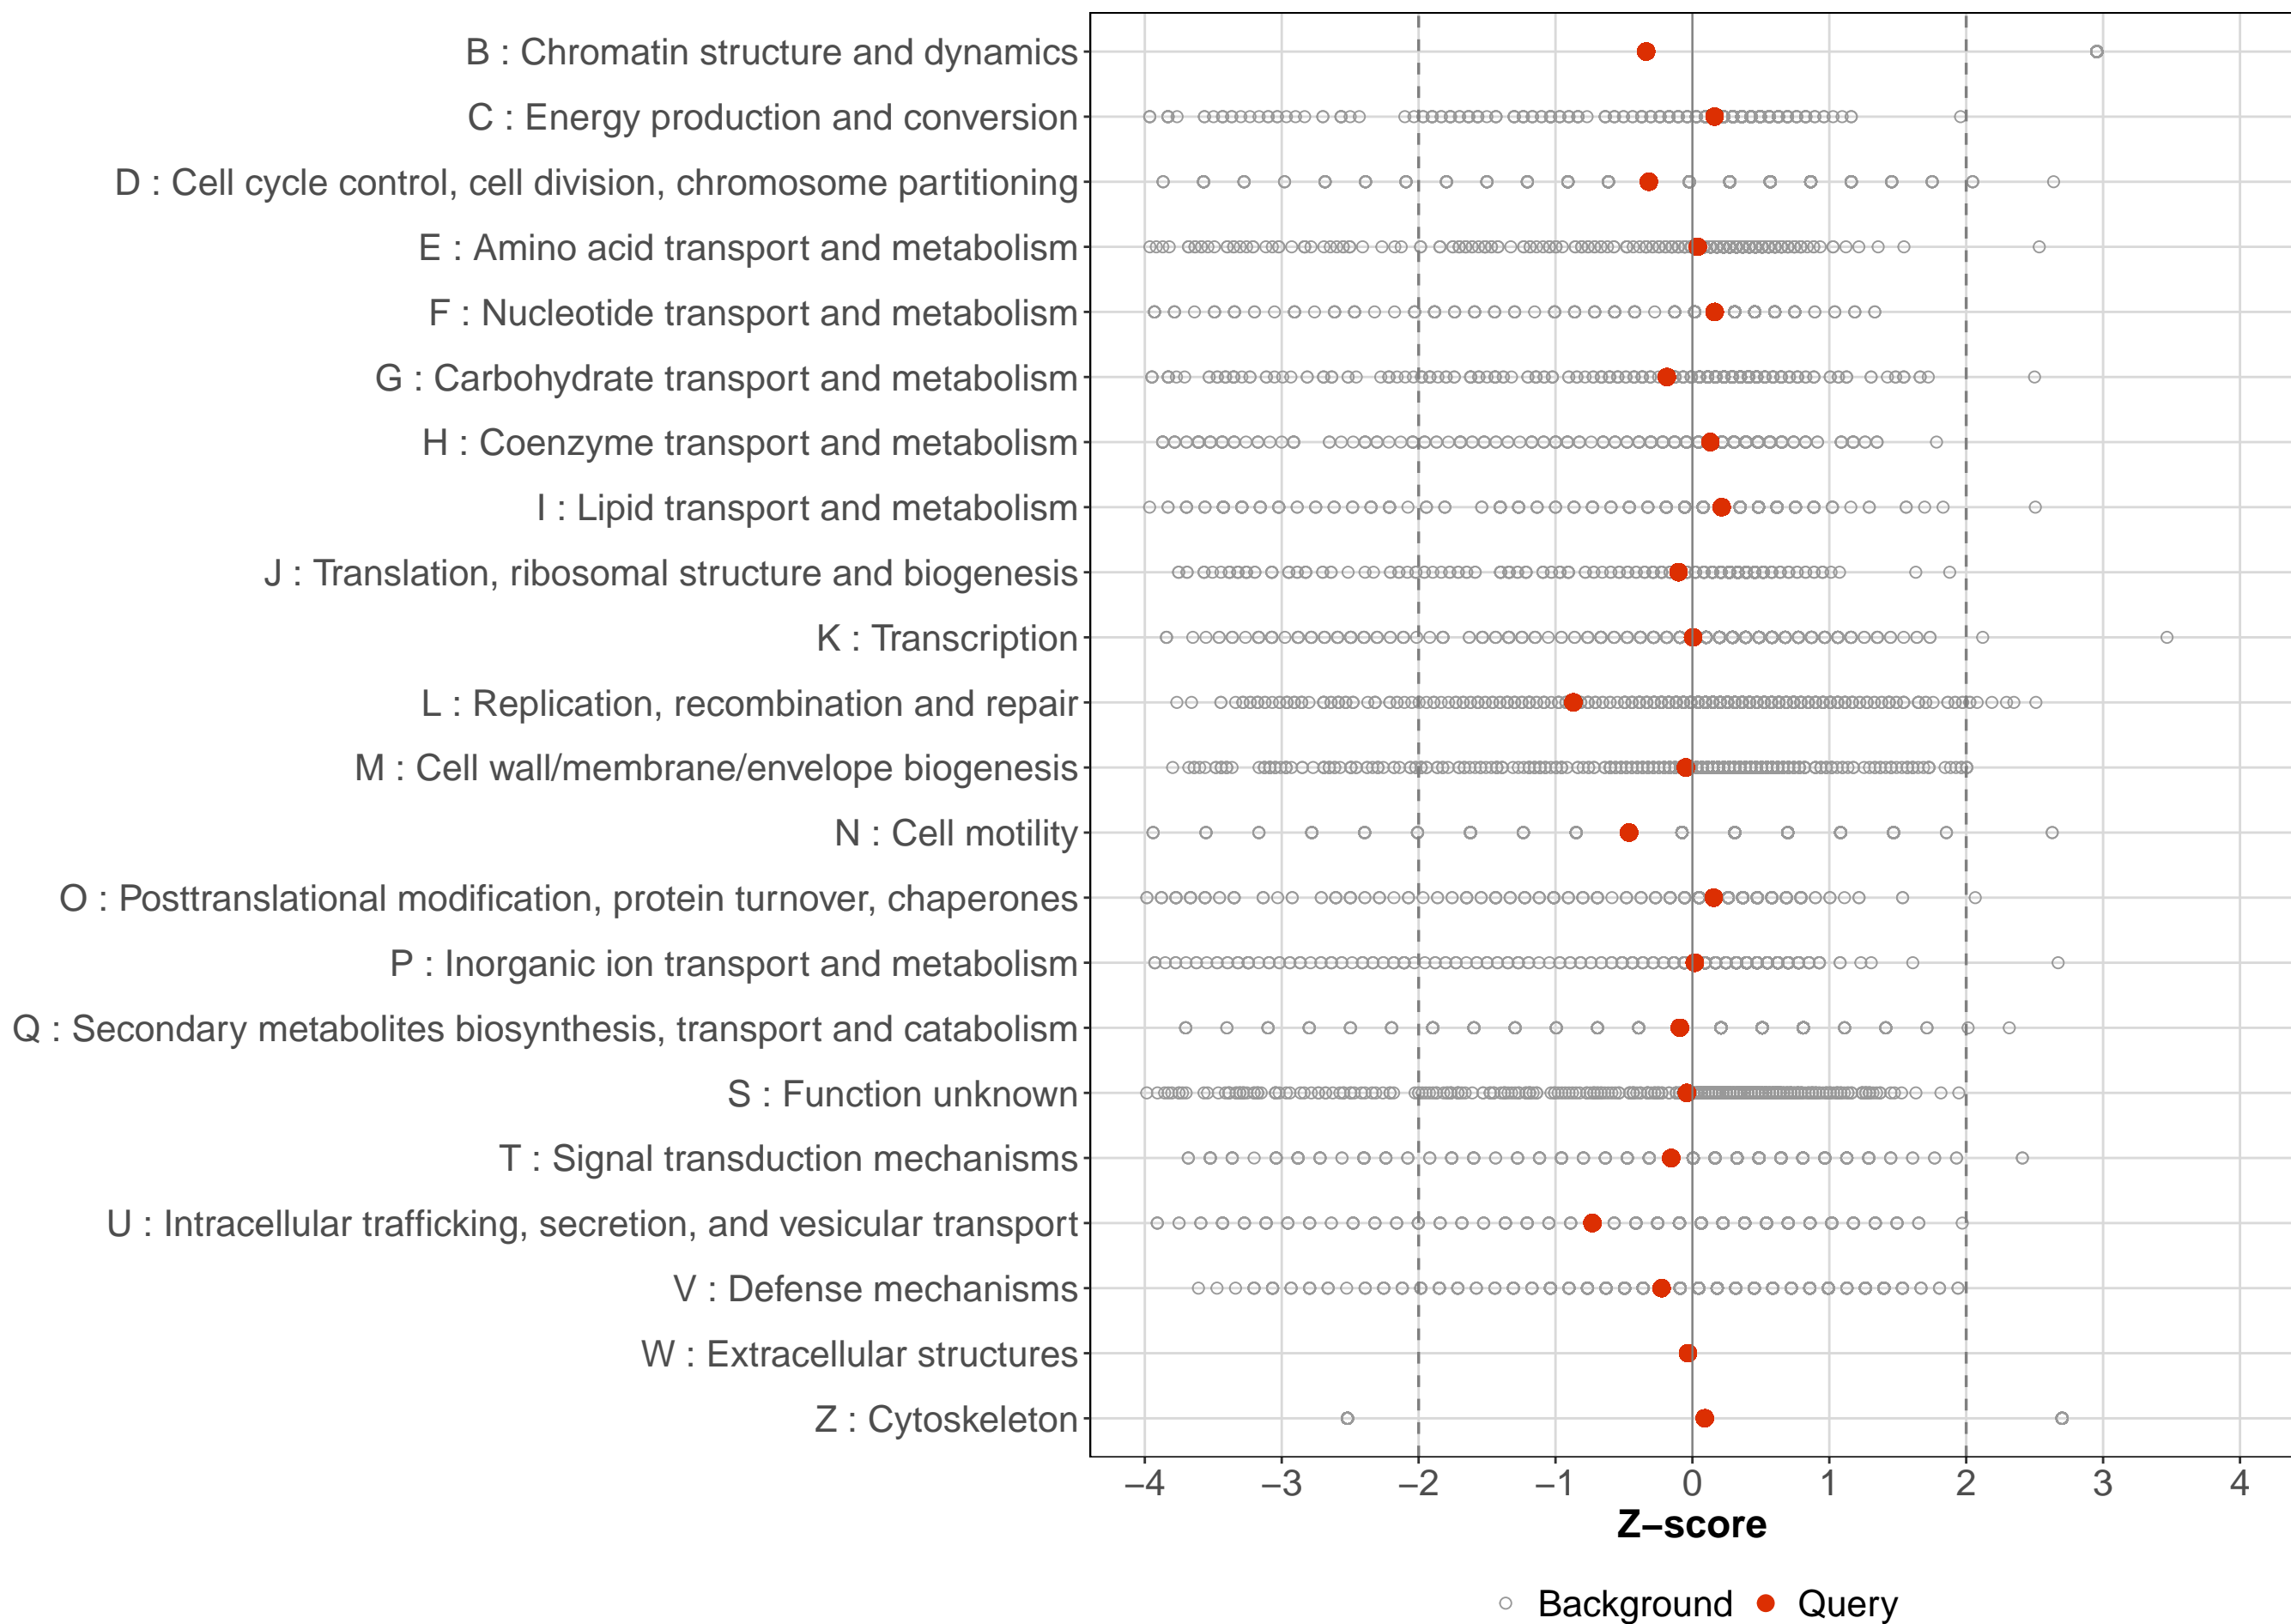 B : Chromatin structure and dynamics
C : Energy production and conversion
D : Cell cycle control, cell division, chromosome partitioning
E : Amino acid transport and metabolism
F : Nucleotide transport and metabolism
G : Carbohydrate transport and metabolism
H : Coenzyme transport and metabolism
I : Lipid transport and metabolism
J : Translation, ribosomal structure and biogenesis
K : Transcription
L : Replication, recombination and repair
M : Cell wall/membrane/envelope biogenesis
N : Cell motility
O : Posttranslational modification, protein turnover, chaperones
P : Inorganic ion transport and metabolism
Q : Secondary metabolites biosynthesis, transport and catabolism
S : Function unknown
T : Signal transduction mechanisms
U : Intracellular trafficking, secretion, and vesicular transport
V : Defense mechanisms
W : Extracellular structures
Z : Cytoskeleton
−4 −3 −2 −1 0 1 2 3 4
Z−score
Background Query